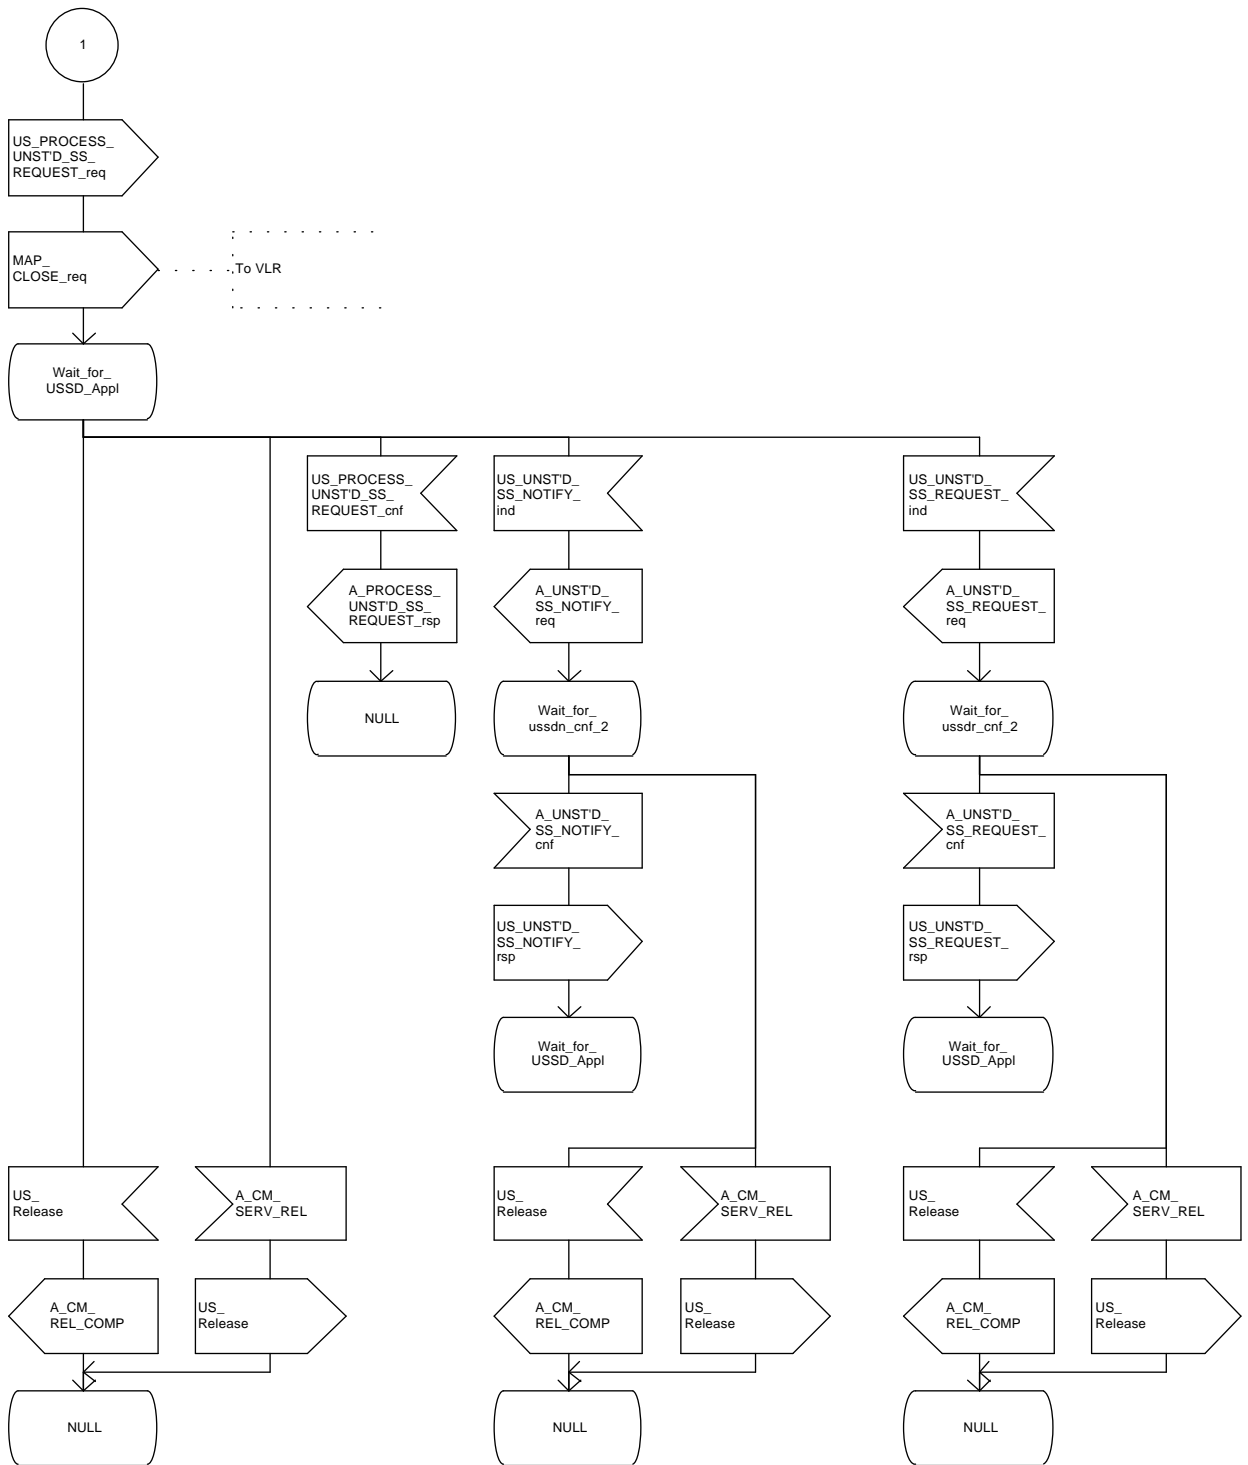 1
US_PROCESS_
UNST'D_SS_
REQUEST_req
MAP_
CLOSE_req
To VLR
Wait_for_
USSD_Appl
US_PROCESS_
UNST'D_SS_
REQUEST_cnf
US_UNST'D_
SS_NOTIFY_
ind
US_UNST'D_
SS_REQUEST_
ind
A_PROCESS_
UNST'D_SS_
REQUEST_rsp
A_UNST'D_
SS_NOTIFY_
req
A_UNST'D_
SS_REQUEST_
req
NULL
Wait_for_
ussdn_cnf_2
Wait_for_
ussdr_cnf_2
A_UNST'D_
SS_NOTIFY_
cnf
A_UNST'D_
SS_REQUEST_
cnf
US_UNST'D_
SS_NOTIFY_
rsp
US_UNST'D_
SS_REQUEST_
rsp
Wait_for_
USSD_Appl
Wait_for_
USSD_Appl
US_
Release
A_CM_
SERV_REL
US_
Release
A_CM_
SERV_REL
US_
Release
A_CM_
SERV_REL
A_CM_
REL_COMP
US_
Release
A_CM_
REL_COMP
US_
Release
A_CM_
REL_COMP
US_
Release
NULL
NULL
NULL